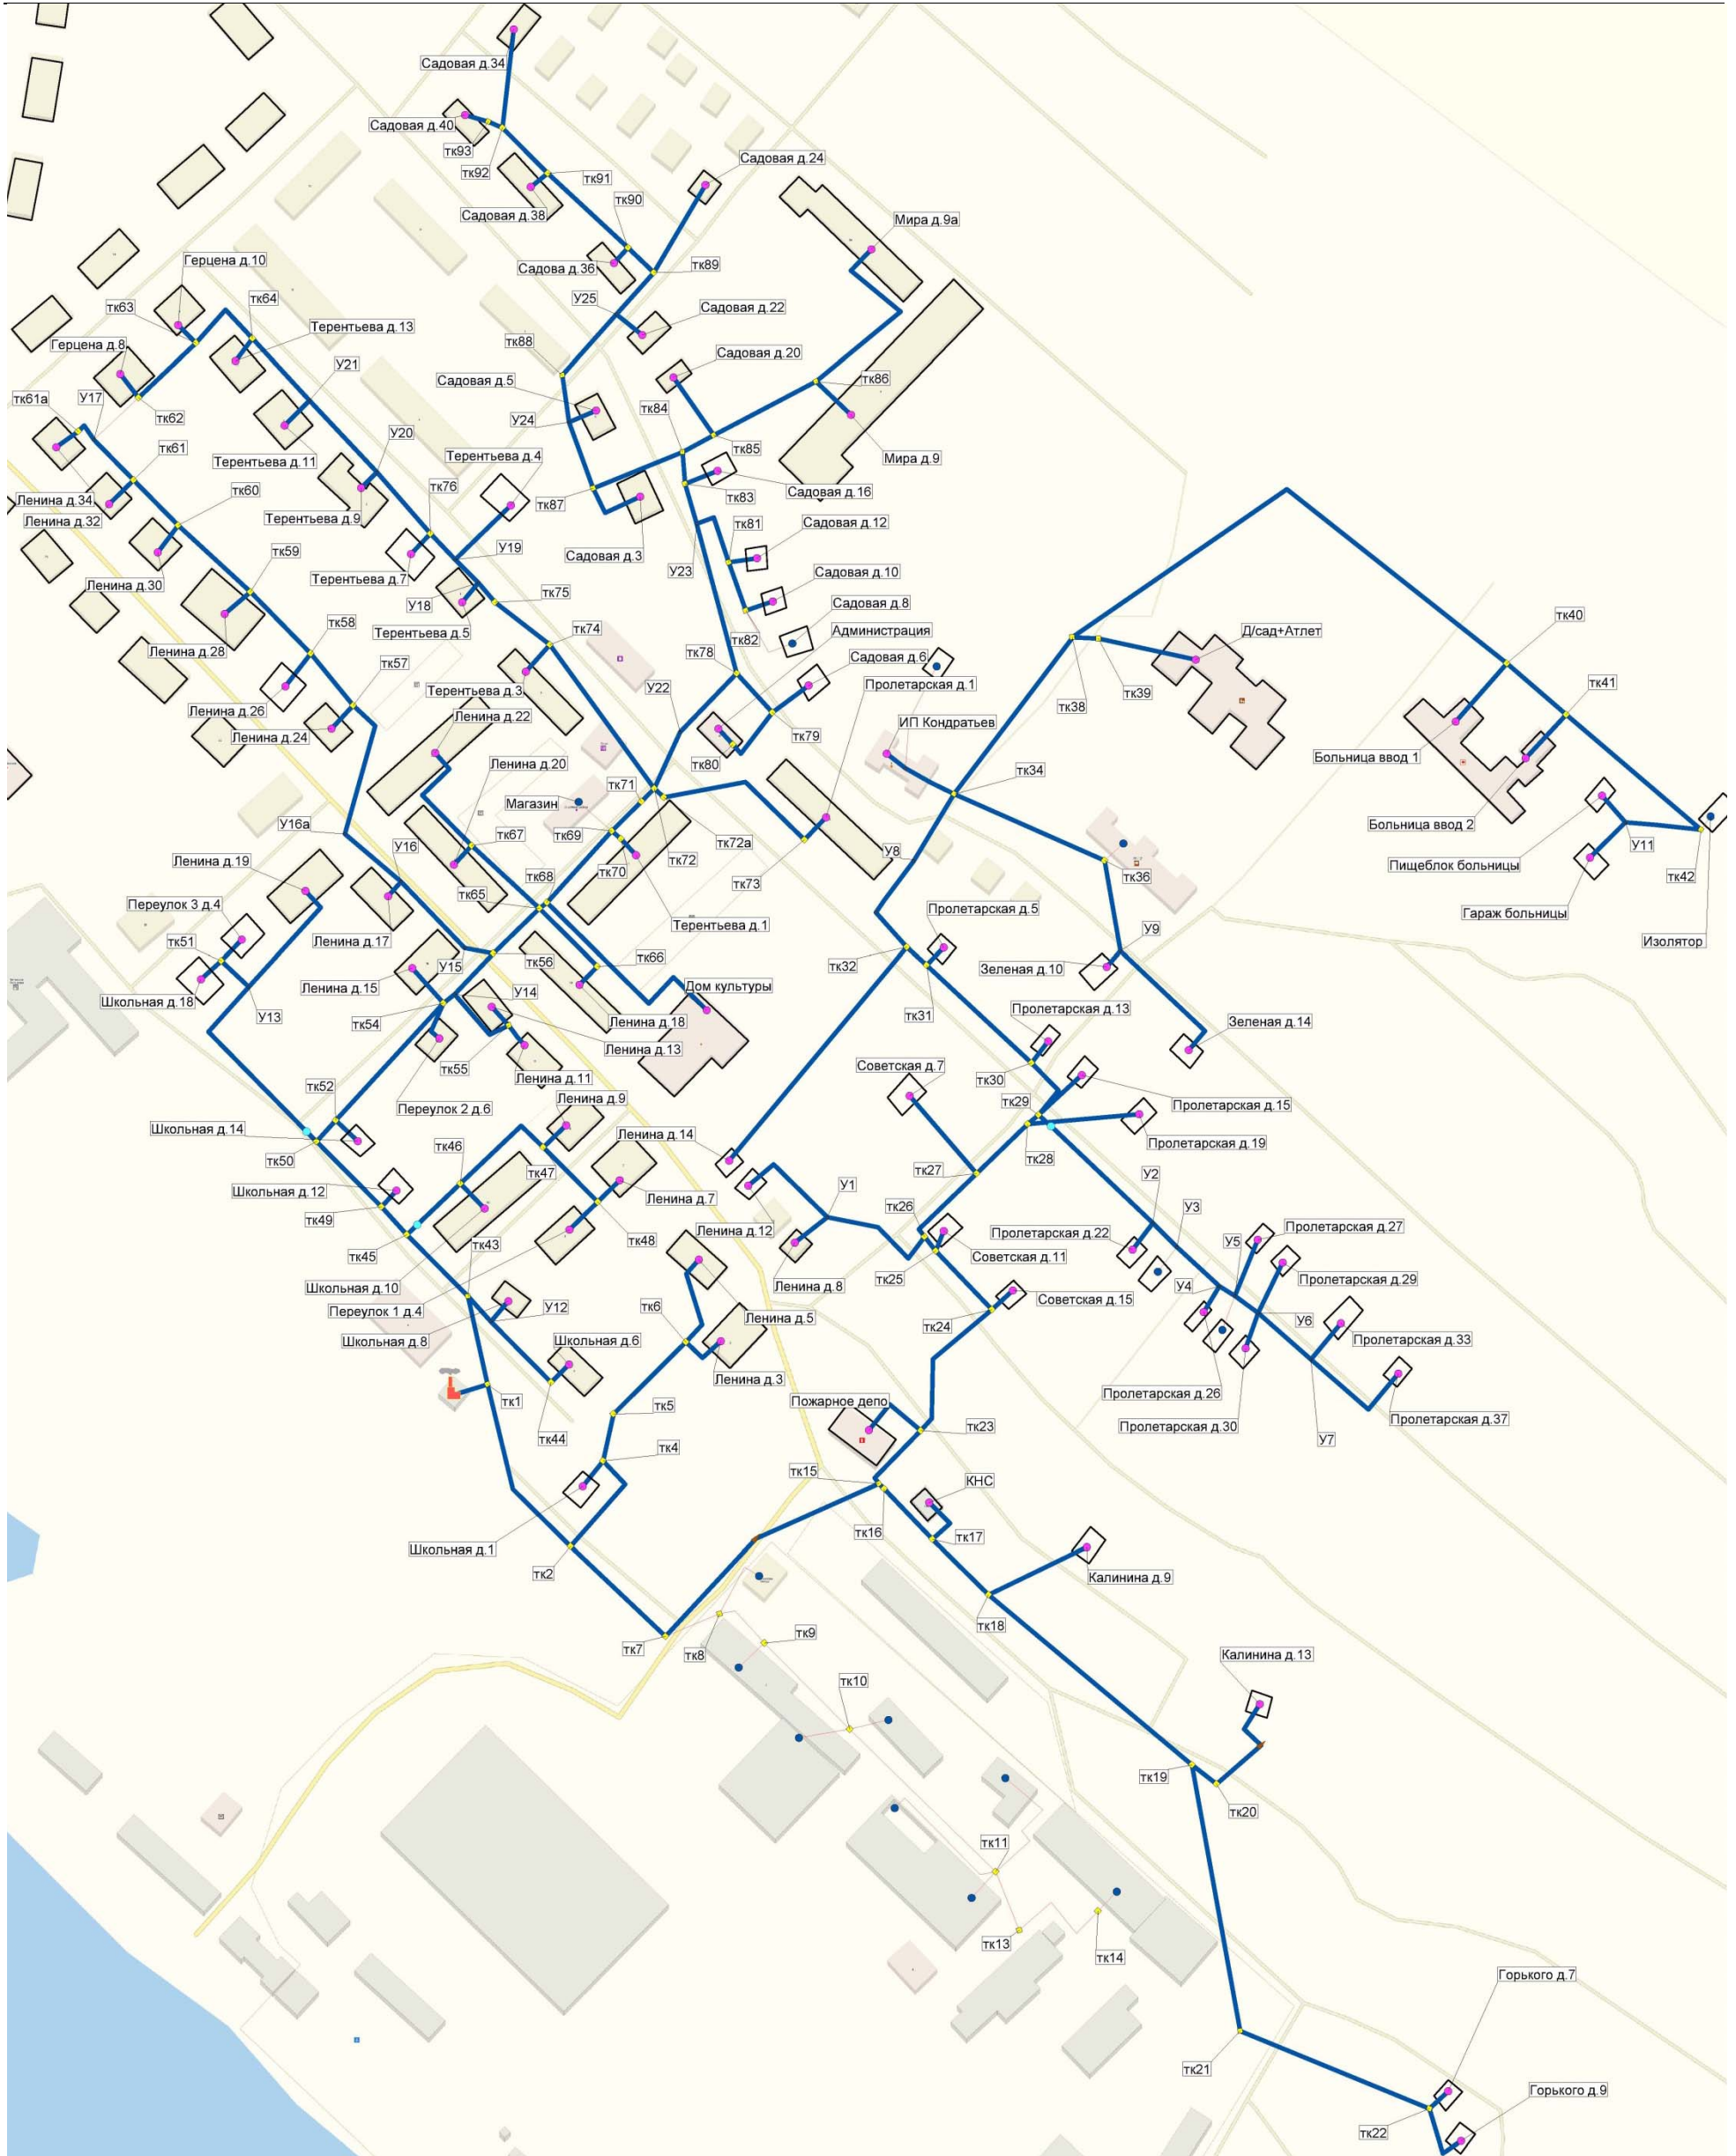 Садовая д.34
Садовая д.40
тк93
тк92
тк91
Садовая д.24
Садовая д.38
тк90
Мира д.9а
Садова д.36
тк89
Герцена д.10
тк63
тк64
У25
Садовая д.22
Терентьева д.13
Герцена д.8
тк88
Садовая д.20
У21
Садовая д.5
тк86
тк61а
У17
тк62
У24
тк84
У20
тк85
Терентьева д.4
Мира д.9
тк61
Терентьева д.11
тк76
Садовая д.16
Ленина д.34
тк60
тк87
тк83
Ленина д.32
Терентьева д.9
тк81
Садовая д.12
У19
Садовая д.3
тк59
У23
Садовая д.10
Терентьева д.7
Ленина д.30
Садовая д.8
У18
тк75
Терентьева д.5
тк58
Администрация
Д/сад+Атлет
тк82
тк40
Ленина д.28
тк74
тк78
Садовая д.6
тк57
Пролетарская д.1
Терентьева д.3
У22
тк41
Ленина д.26
Ленина д.22
ИП Кондратьев
тк38
тк39
Ленина д.24
тк79
Больница ввод 1
Ленина д.20
тк80
тк34
тк71
Магазин
Больница ввод 2
У16а
У16
тк67
тк69
тк72а
У8
Пищеблок больницы
У11
Ленина д.19
тк72
тк70
тк73
тк36
тк42
тк68
тк65
Переулок 3 д.4
Пролетарская д.5
Гараж больницы
Терентьева д.1
Ленина д.17
тк51
У9
Изолятор
тк56
тк66
тк32
У15
Зеленая д.10
Ленина д.15
Школьная д.18
У14
Дом культуры
У13
тк31
Пролетарская д.13
тк54
Ленина д.18
Зеленая д.14
Ленина д.13
тк55
тк30
Советская д.7
Ленина д.11
тк52
Ленина д.9
Переулок 2 д.6
тк29
Пролетарская д.15
Школьная д.14
Ленина д.14
Пролетарская д.19
тк28
тк50
тк46
тк47
тк27
У1
У2
Школьная д.12
Ленина д.7
У3
тк26
Пролетарская д.27
тк49
Ленина д.12
Пролетарская д.22
У5
тк45
тк43
тк48
Советская д.11
Ленина д.8
тк25
Пролетарская д.29
Школьная д.10
У4
Советская д.15
Переулок 1 д.4
У12
тк6
Ленина д.5
У6
тк24
Школьная д.8
Школьная д.6
Пролетарская д.33
Ленина д.3
Пролетарская д.26
тк1
Пожарное депо
Пролетарская д.30
Пролетарская д.37
тк5
тк23
тк44
У7
тк4
тк15
КНС
тк16
тк17
Школьная д.1
тк2
Калинина д.9
тк18
тк7
тк8
тк9
Калинина д.13
тк10
тк19
тк20
тк11
тк13
тк14
Горького д.7
тк21
Горького д.9
тк22